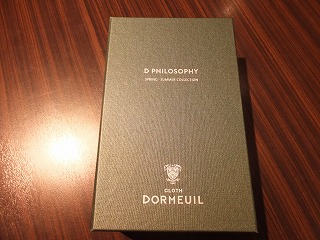 D PHILOSOPHY
SPRING - SUMMER COLLECTION
CLOTH
DORMEUIL